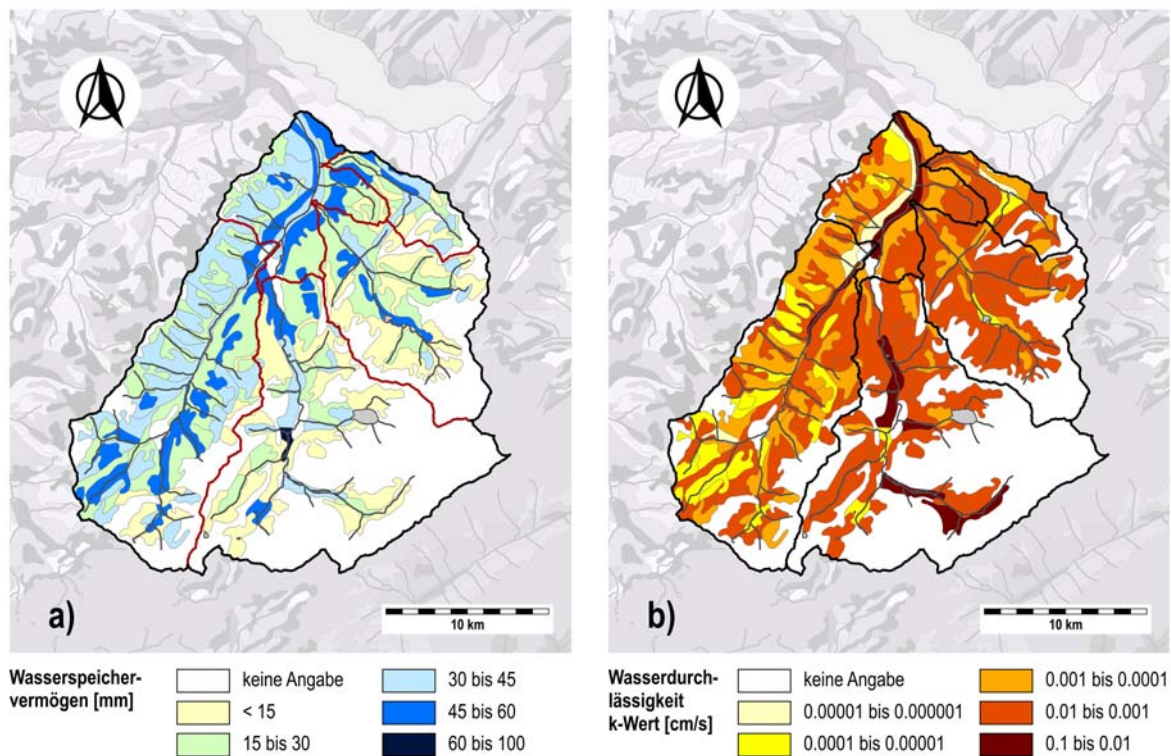 a)
10 km
Wasserspeicher-
vermögen [mm]
keine Angabe
< 15
15 bis 30
30 bis 45
45 bis 60
60 bis 100
b)
10 km
Wasserdurch-
lässigkeit
k-Wert [cm/s]
keine Angabe
0.00001 bis 0.000001
0.0001 bis 0.00001
0.001 bis 0.0001
0.01 bis 0.001
0.1 bis 0.01